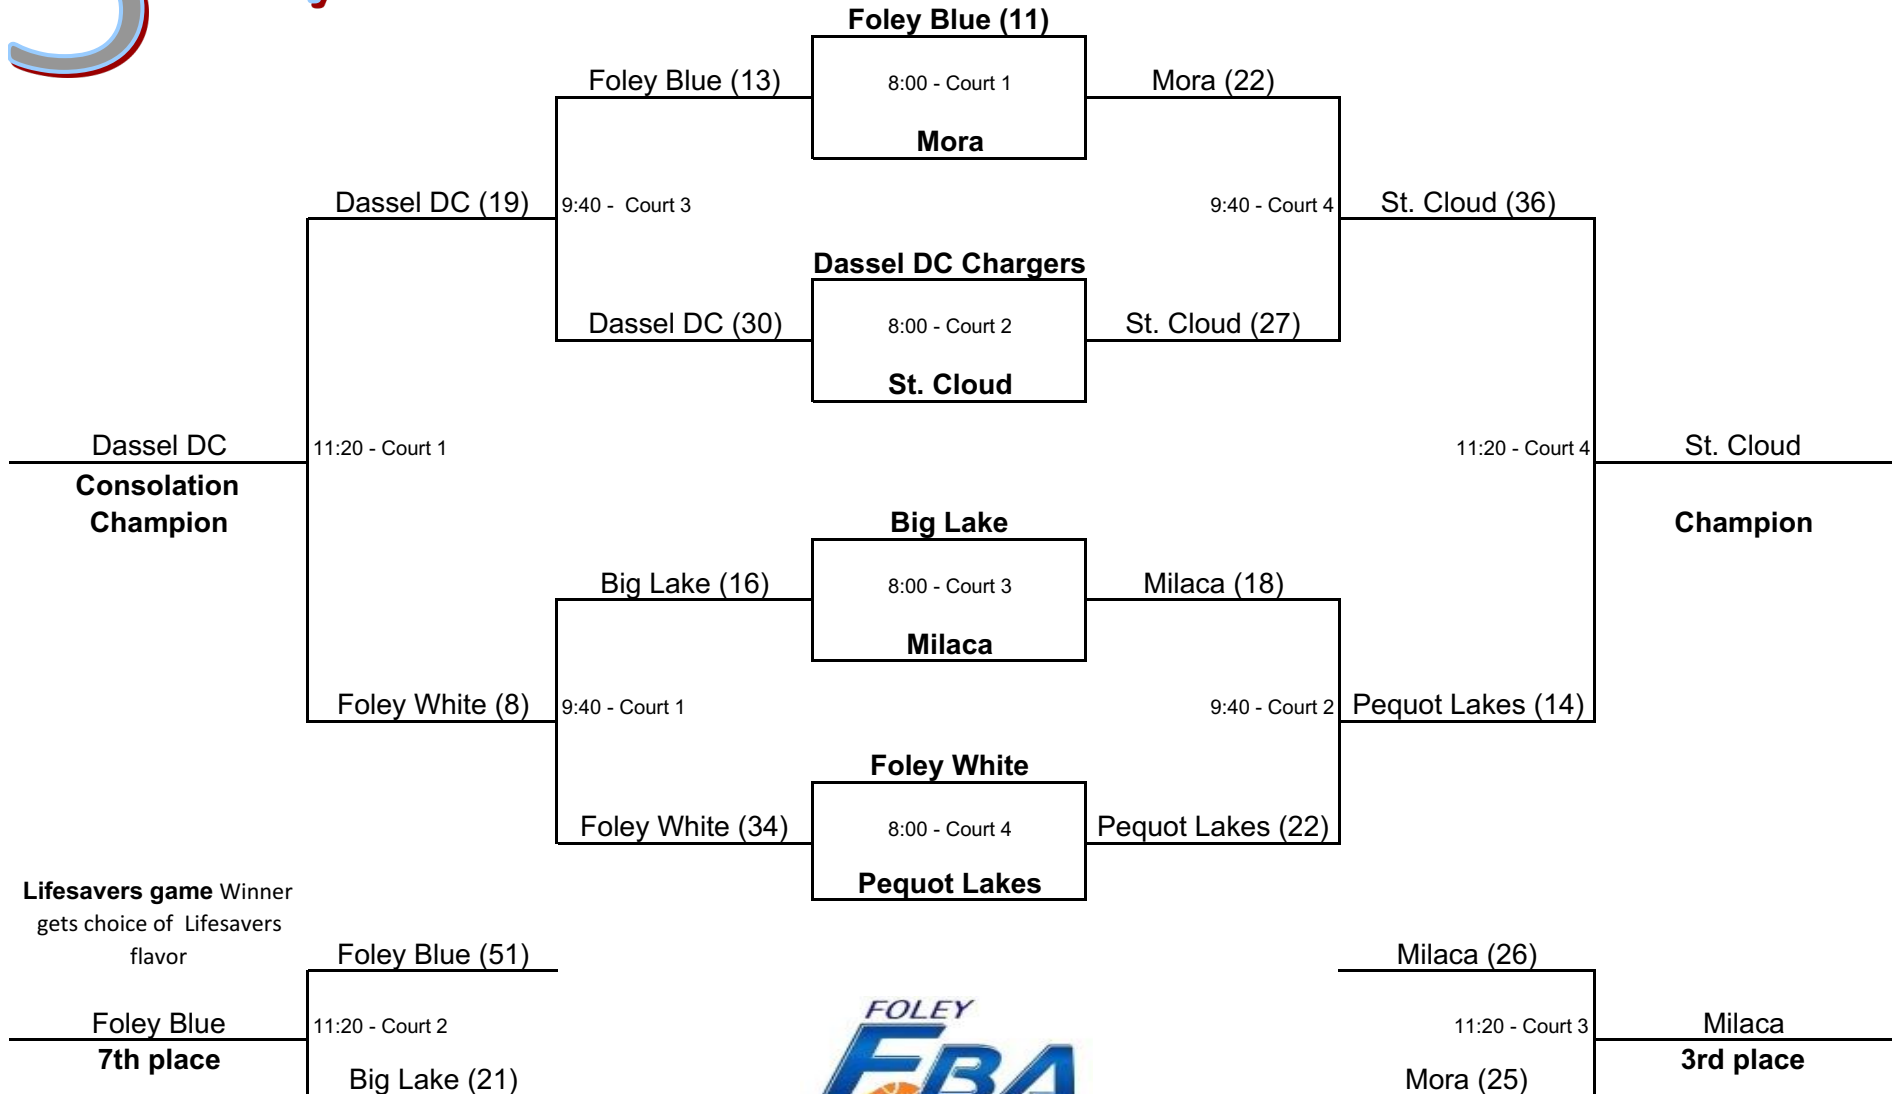 Foley Blue (11)
Foley Blue (13)
8:00 - Court 1
Mora (22)
Mora
Dassel DC (19)
9:40 -  Court 3
9:40 - Court 4
St. Cloud (36)
Dassel DC Chargers
Dassel DC (30)
8:00 - Court 2
St. Cloud (27)
St. Cloud
Dassel DC
11:20 - Court 1
11:20 - Court 4
St. Cloud
Consolation
Champion
Big Lake
Champion
Big Lake (16)
8:00 - Court 3
Milaca (18)
Milaca
Foley White (8)
9:40 - Court 1
9:40 - Court 2
Pequot Lakes (14)
Foley White
Foley White (34)
8:00 - Court 4
Pequot Lakes (22)
Pequot Lakes
Lifesavers game Winner
gets choice of  Lifesavers
flavor
Foley Blue (51)
Milaca (26)
Foley Blue
11:20 - Court 2
FOLEY
FBA
11:20 - Court 3
Milaca
7th place
3rd place
Big Lake (21)
Mora (25)